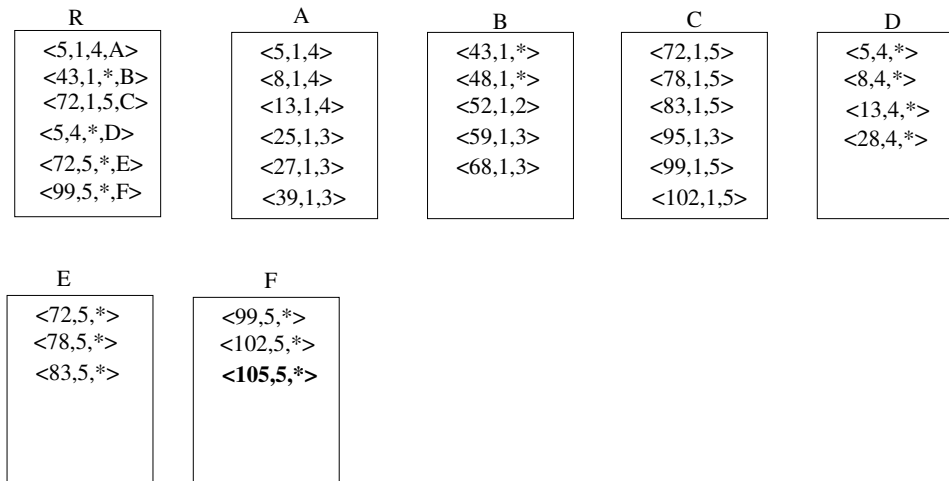 R
<5,1,4,A>
<43,1,*,B>
<72,1,5,C>
<5,4,*,D>
<72,5,*,E>
<99,5,*,F>
A
<5,1,4>
<8,1,4>
<13,1,4>
<25,1,3>
<27,1,3>
<39,1,3>
B
<43,1,*>
<48,1,*>
<52,1,2>
<59,1,3>
<68,1,3>
C
<72,1,5>
<78,1,5>
<83,1,5>
<95,1,3>
<99,1,5>
<102,1,5>
D
<5,4,*>
<8,4,*>
<13,4,*>
<28,4,*>
E
<72,5,*>
<78,5,*>
<83,5,*>
F
<99,5,*>
<102,5,*>
<105,5,*>